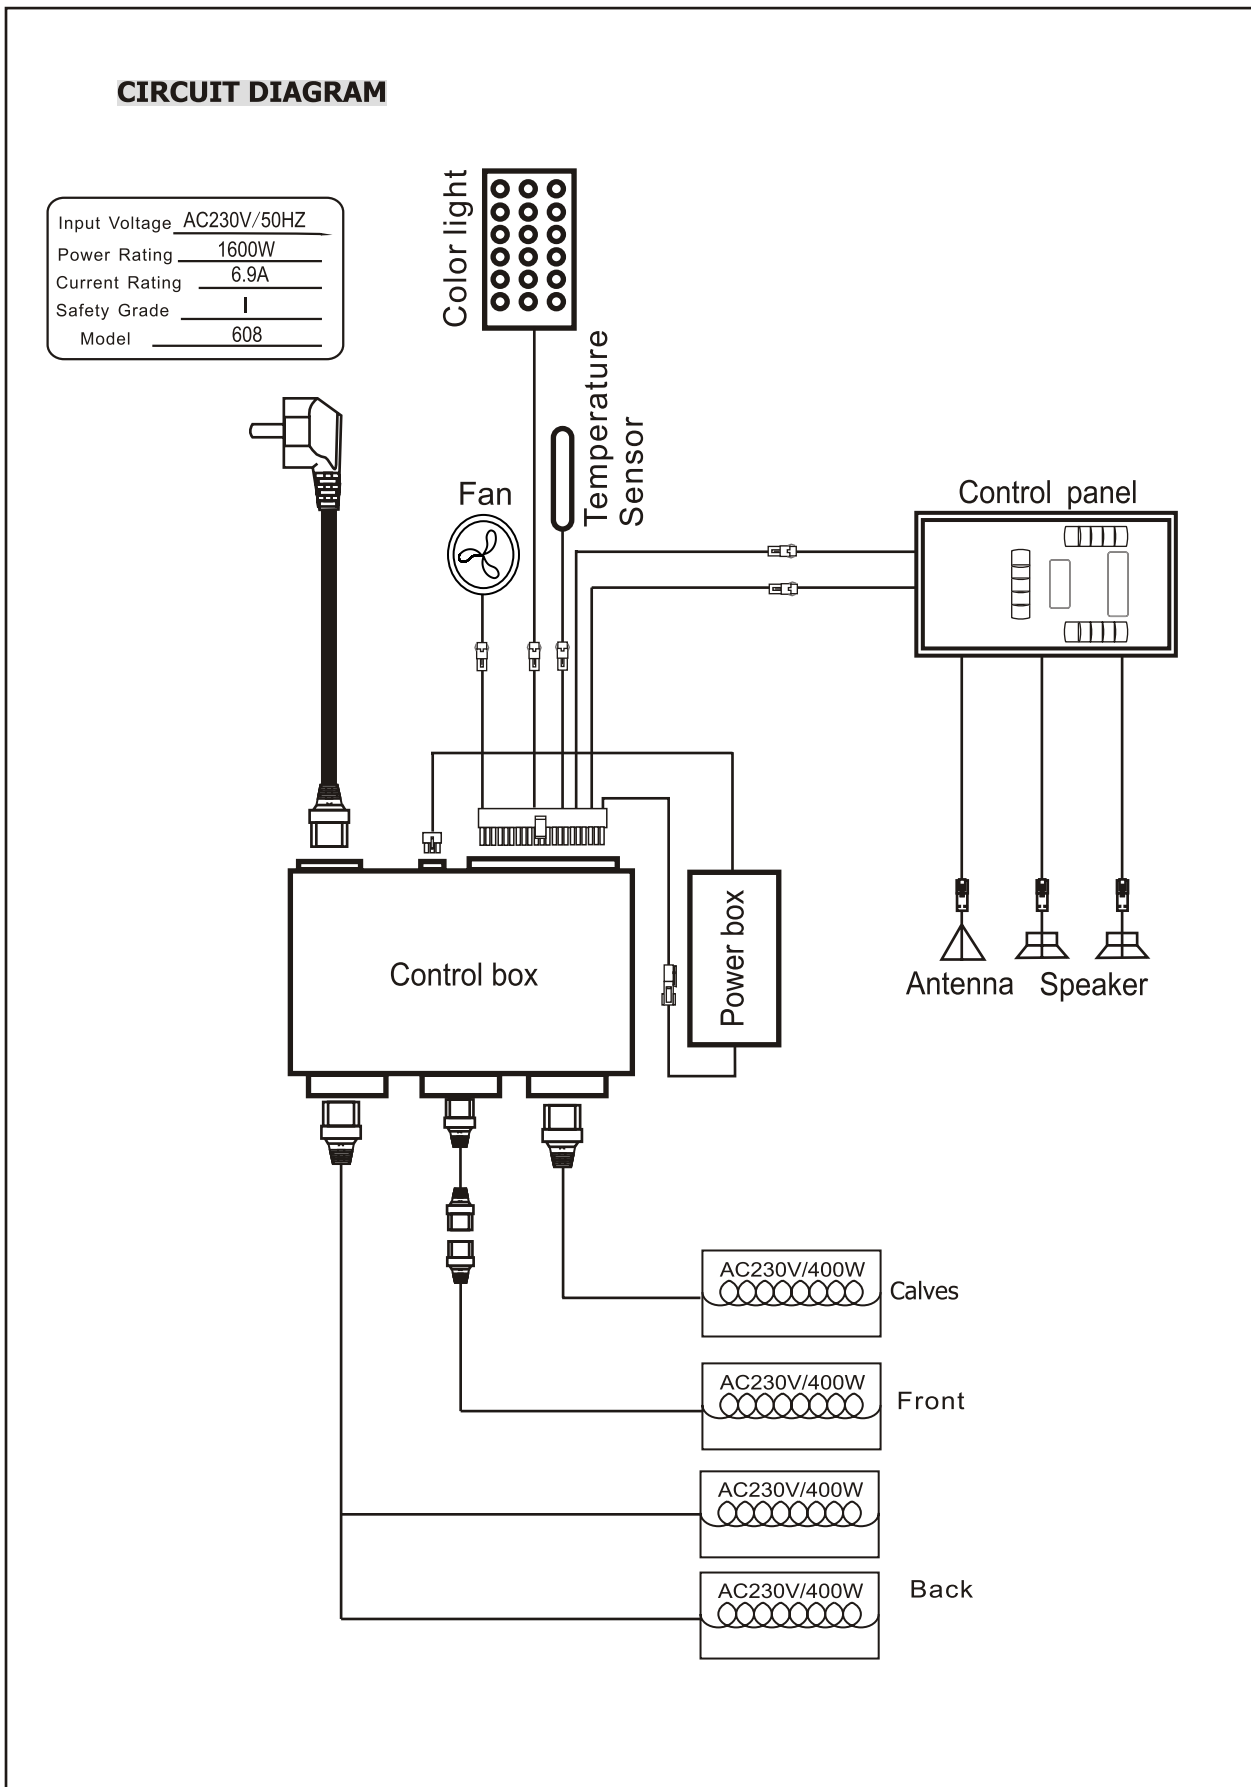 CIRCUIT DIAGRAM
Input Voltage AC230V/50HZ
Power Rating 1600W
Current Rating 6.9A
Safety Grade I
Model 608
Color light
Temperature
Sensor
Fan
Control panel
Control box
Power box
Antenna Speaker
AC230V/400W
Calves
AC230V/400W
Front
AC230V/400W
AC230V/400W
Back